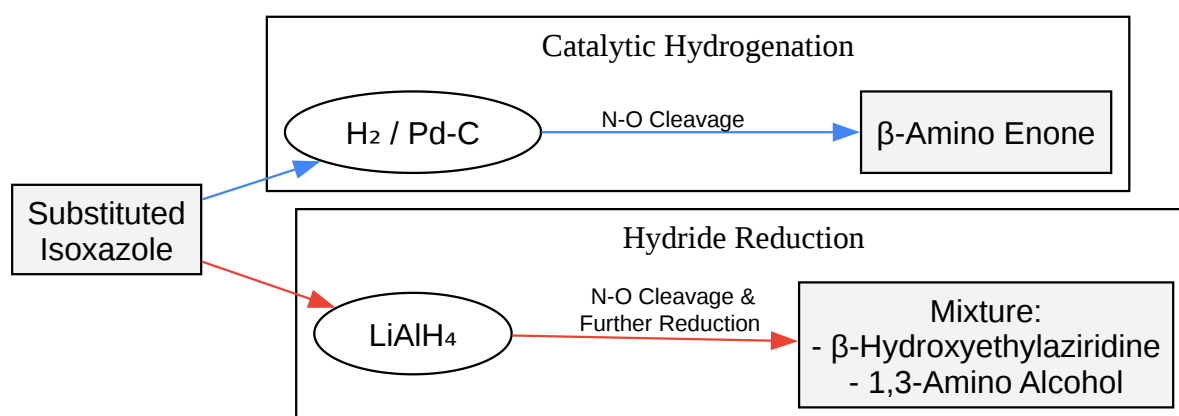 Catalytic Hydrogenation
H₂ / Pd-C
N-O Cleavage
β-Amino Enone
Substituted
Isoxazole
Hydride Reduction
LiAlH₄
N-O Cleavage &
Further Reduction
Mixture:
- β-Hydroxyethylaziridine
- 1,3-Amino Alcohol